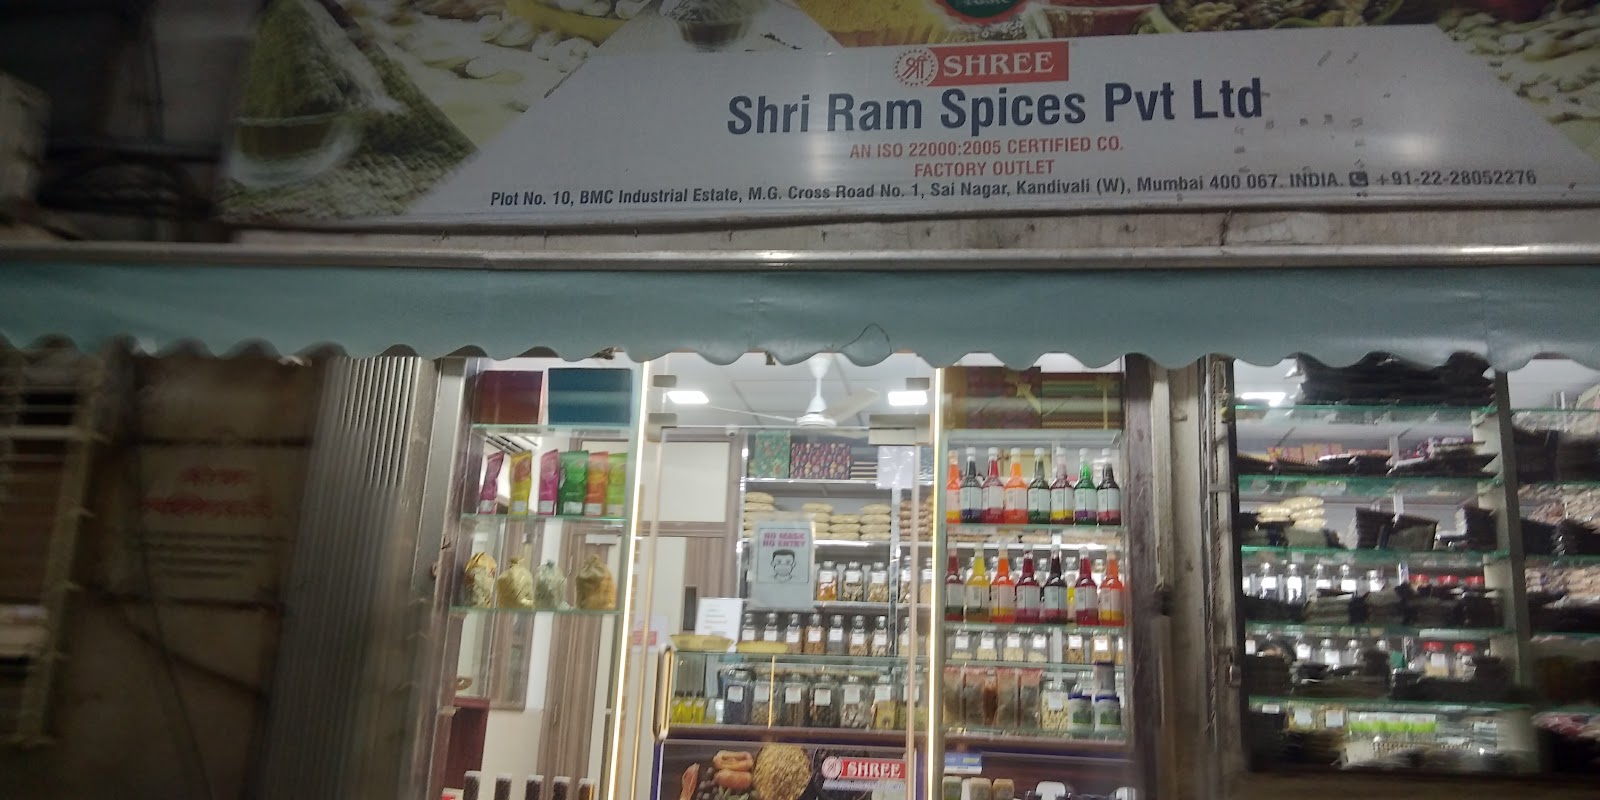 श्री SHREE
Shri Ram Spices Pvt Ltd
AN ISO 22000:2005 CERTIFIED CO.
FACTORY OUTLET
Plot No. 10, BMC Industrial Estate, M.G. Cross Road No. 1, Sai Nagar, Kandivali (W), Mumbai 400 067. INDIA. +91-22-28052276
NO MASK
NO ENTRY
श्री SHREE